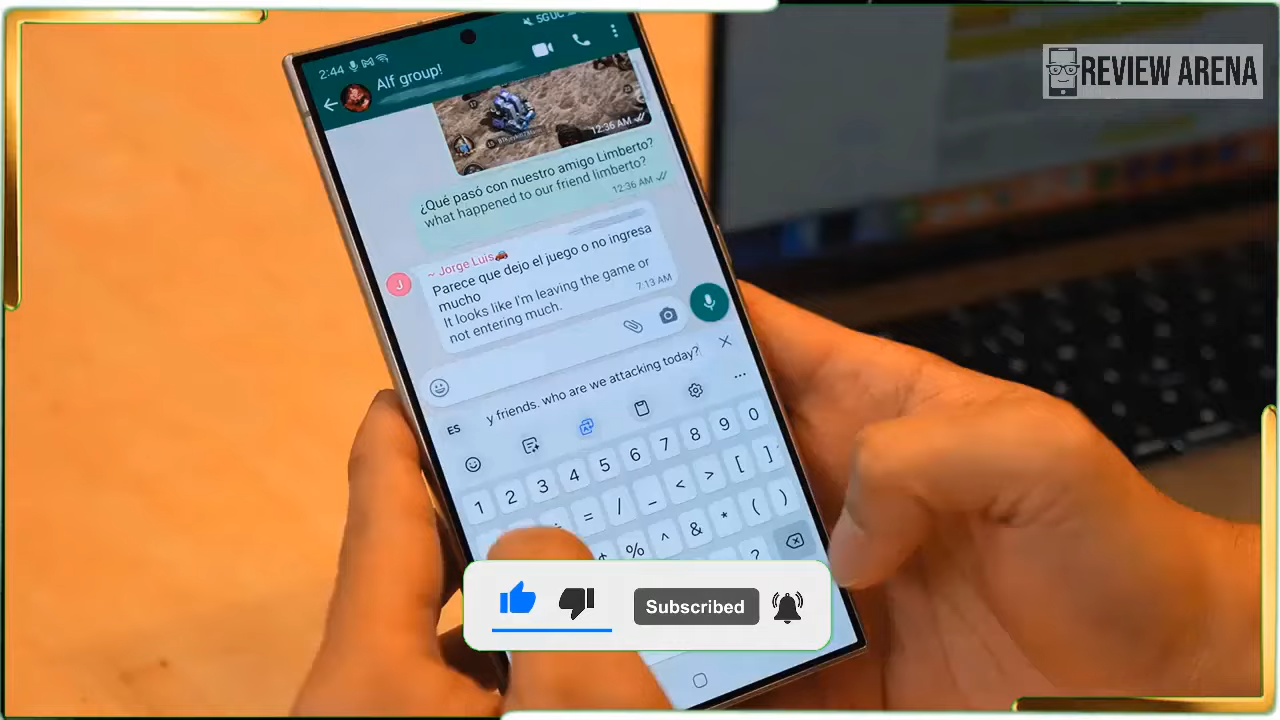 REVIEW ARENA
2:44
5G UC
Alf group!
12:36 AM
¿Qué pasó con nuestro amigo Limberto?
what happened to our friend limberto?
12:36 AM
~ Jorge Luis
J
Parece que dejo el juego o no ingresa
mucho
It looks like I'm leaving the game or
not entering much.
7:13 AM
ES
y friends. who are we attacking today?
1 2 3 4 5 6 7 8 9 0
= / _ < > [ ]
% ^ & * ( )
?
Subscribed